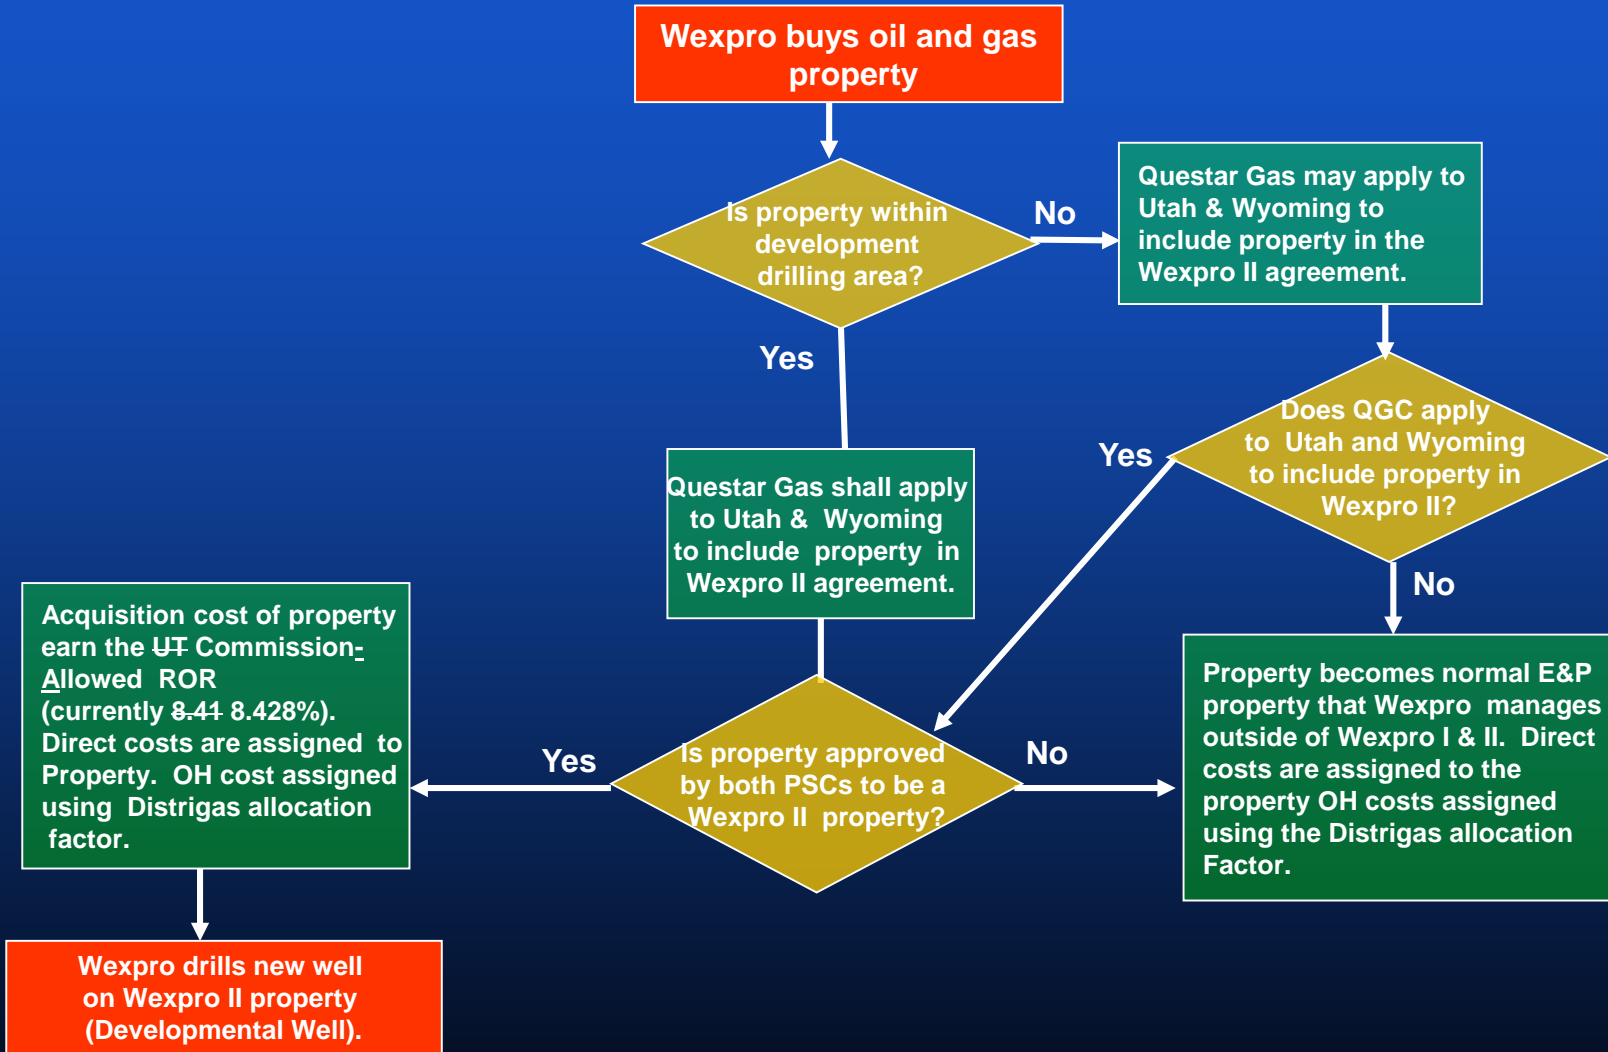 Wexpro buys oil and gas
property
Is property within
development
drilling area?
No
Questar Gas may apply to
Utah & Wyoming to
include property in the
Wexpro II agreement.
Yes
Does QGC apply
to Utah and Wyoming
to include property in
Wexpro II?
Yes
Questar Gas shall apply
to Utah & Wyoming
to include property in
Wexpro II agreement.
No
Acquisition cost of property
earn the UT Commission-
Allowed ROR
(currently 8.41 8.428%).
Direct costs are assigned to
Property. OH cost assigned
using Distrigas allocation
factor.
Yes
Is property approved
by both PSCs to be a
Wexpro II property?
No
Property becomes normal E&P
property that Wexpro manages
outside of Wexpro I & II. Direct
costs are assigned to the
property OH costs assigned
using the Distrigas allocation
Factor.
Wexpro drills new well
on Wexpro II property
(Developmental Well).